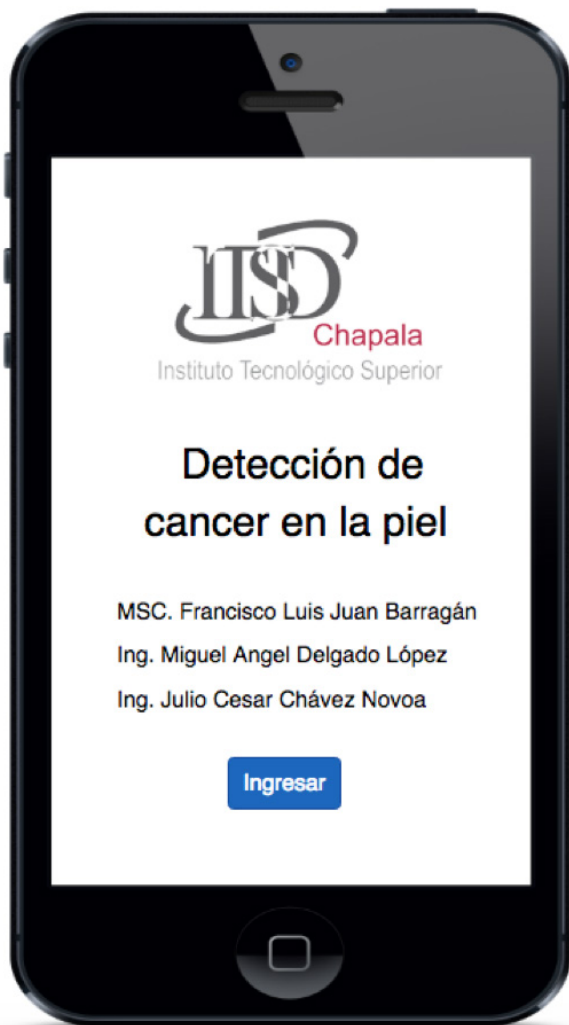 ITSD
Chapala
Instituto Tecnológico Superior
Detección de
cancer en la piel
MSC. Francisco Luis Juan Barragán
Ing. Miguel Angel Delgado López
Ing. Julio Cesar Chávez Novoa
Ingresar